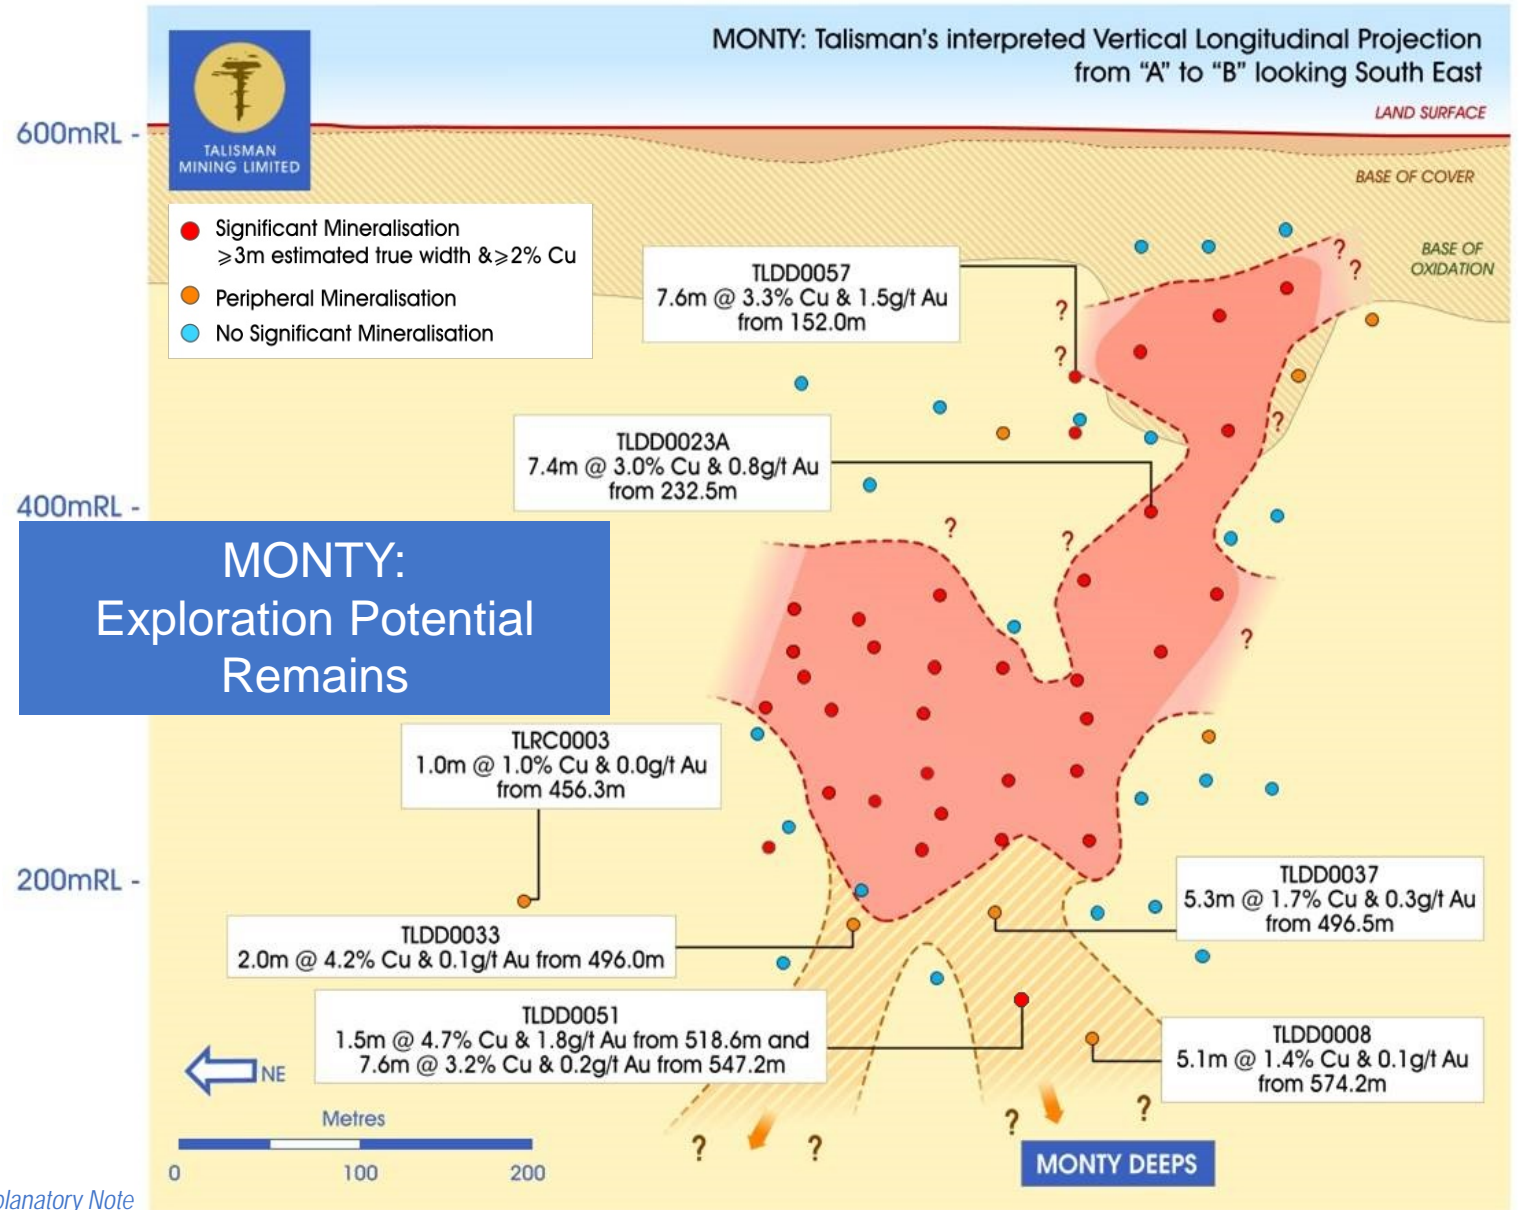 MONTY: Talisman's interpreted Vertical Longitudinal Projection
from "A" to "B" looking South East
LAND SURFACE
600mRL -
TALISMAN
MINING LIMITED
BASE OF COVER
Significant Mineralisation
⩾3m estimated true width &⩾2% Cu
Peripheral Mineralisation
No Significant Mineralisation
BASE OF
OXIDATION
TLDD0057
7.6m @ 3.3% Cu & 1.5g/t Au
from 152.0m
?
?
?
?
?
TLDD0023A
7.4m @ 3.0% Cu & 0.8g/t Au
from 232.5m
400mRL -
?
?
MONTY:
Exploration Potential
Remains
?
TLRC0003
1.0m @ 1.0% Cu & 0.0g/t Au
from 456.3m
200mRL -
TLDD0037
5.3m @ 1.7% Cu & 0.3g/t Au
from 496.5m
TLDD0033
2.0m @ 4.2% Cu & 0.1g/t Au from 496.0m
TLDD0051
1.5m @ 4.7% Cu & 1.8g/t Au from 518.6m and
7.6m @ 3.2% Cu & 0.2g/t Au from 547.2m
TLDD0008
5.1m @ 1.4% Cu & 0.1g/t Au
from 574.2m
NE
Metres
0 100 200
? ? ? ?
MONTY DEEPS
planatory Note